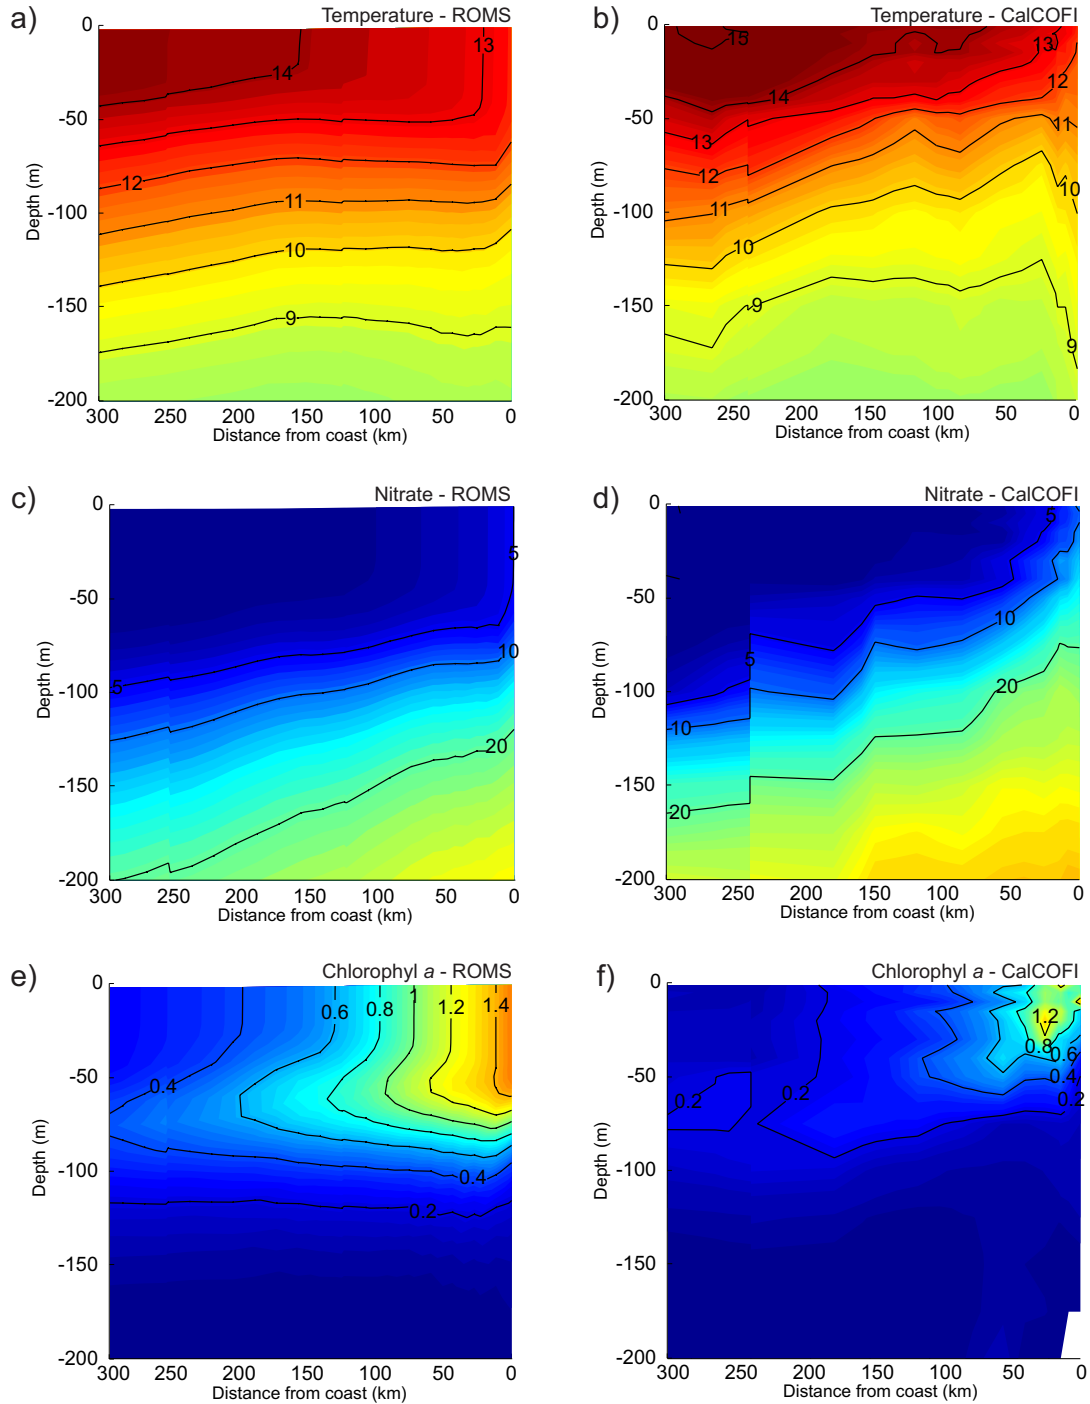 a)
Temperature - ROMS
0
-50
-100
-150
-200
Depth (m)
14
13
12
11
10
9
300 250 200 150 100 50 0
Distance from coast (km)
b)
Temperature - CalCOFI
0
-50
-100
-150
-200
Depth (m)
15
14
13
12
11
10
9
13
12
11
10
9
300 250 200 150 100 50 0
Distance from coast (km)
c)
Nitrate - ROMS
0
-50
-100
-150
-200
Depth (m)
5
10
5
20
300 250 200 150 100 50 0
Distance from coast (km)
d)
Nitrate - CalCOFI
0
-50
-100
-150
-200
Depth (m)
5
10
5
10
20
20
300 250 200 150 100 50 0
Distance from coast (km)
e)
Chlorophyl a - ROMS
0
-50
-100
-150
-200
Depth (m)
0.6
0.8
1
1.2
1.4
0.4
0.4
0.2
300 250 200 150 100 50 0
Distance from coast (km)
f)
Chlorophyl a - CalCOFI
0
-50
-100
-150
-200
Depth (m)
1.2
0.8
0.6
0.4
0.2
0.2
0.2
300 250 200 150 100 50 0
Distance from coast (km)